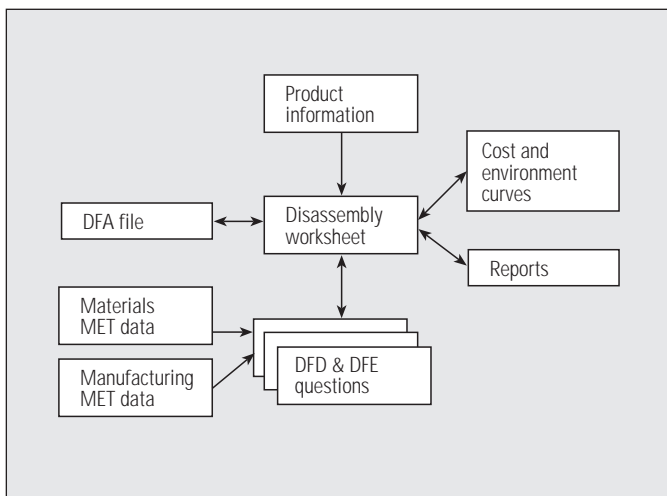 Product
information
Cost and
environment
curves
DFA file
Disassembly
worksheet
Reports
Materials
MET data
Manufacturing
MET data
DFD & DFE
questions